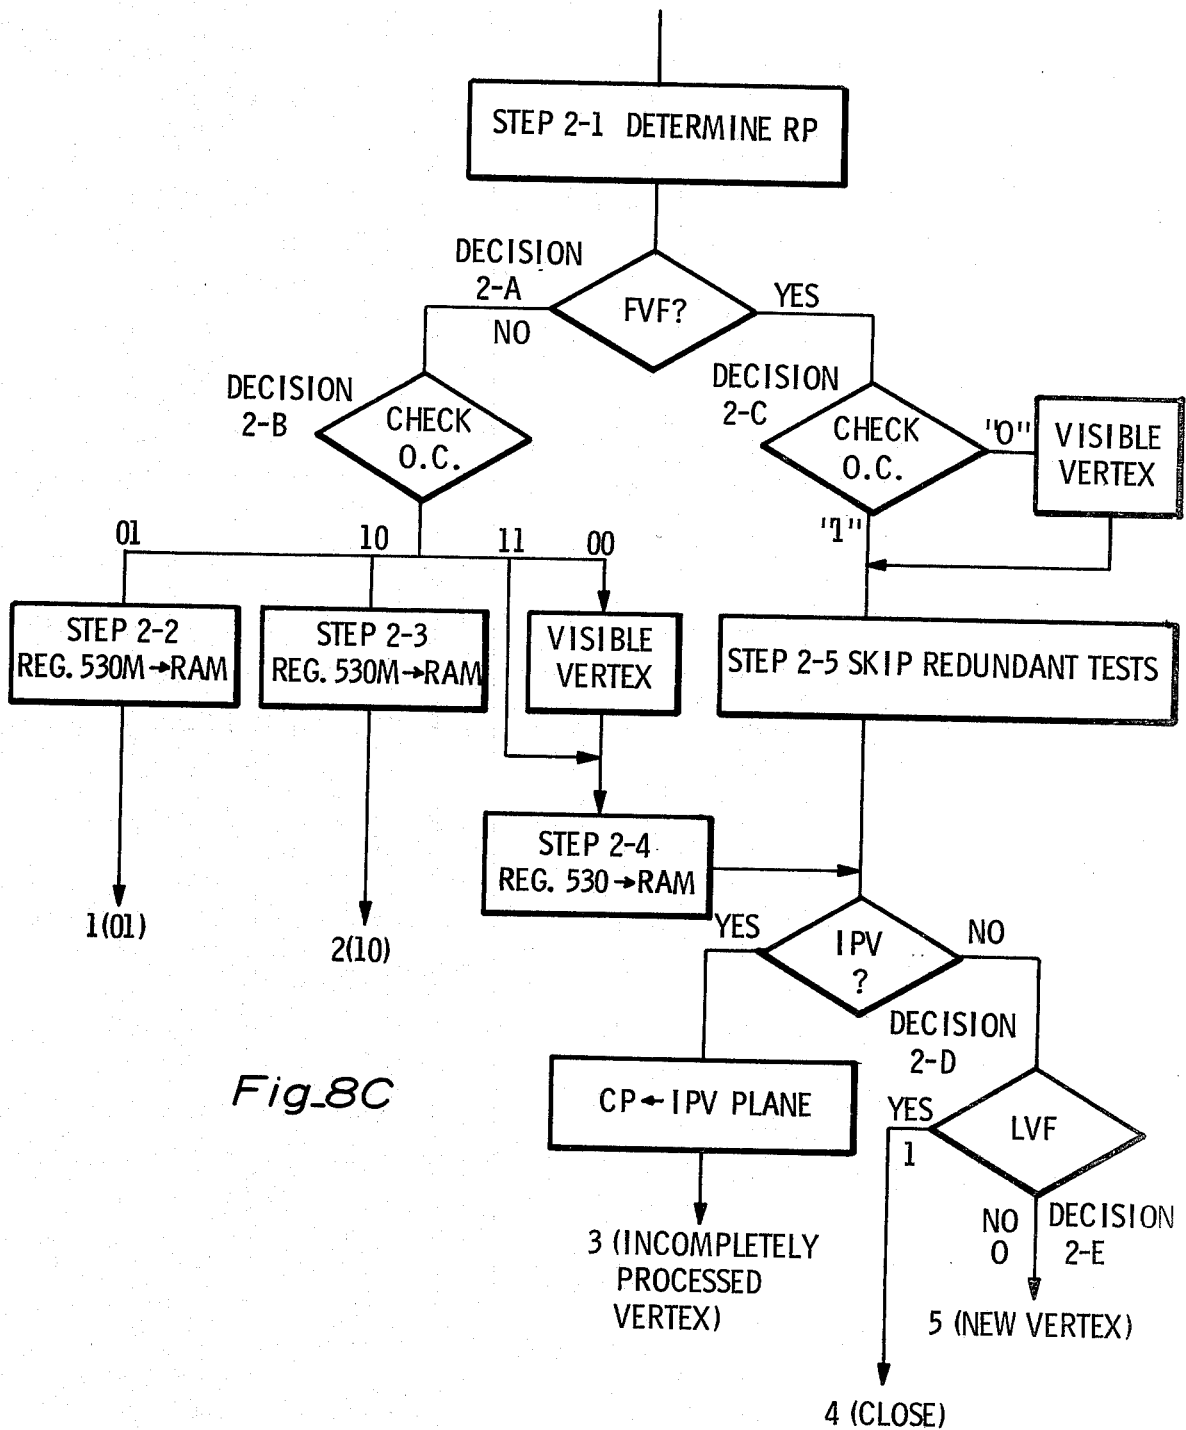 STEP 2-1 DETERMINE RP
DECISION
2-A
FVF?
YES
NO
DECISION
2-B
CHECK
O.C.
DECISION
2-C
CHECK
O.C.
"0"
VISIBLE
VERTEX
"1"
01
10
11
00
STEP 2-2
REG. 530M→RAM
STEP 2-3
REG. 530M→RAM
VISIBLE
VERTEX
STEP 2-5 SKIP REDUNDANT TESTS
STEP 2-4
REG. 530→RAM
1(01)
2(10)
YES
IPV
?
NO
DECISION
2-D
CP←IPV PLANE
YES
1
LVF
NO
0
DECISION
2-E
3 (INCOMPLETELY
PROCESSED
VERTEX)
5 (NEW VERTEX)
4 (CLOSE)
Fig_8C